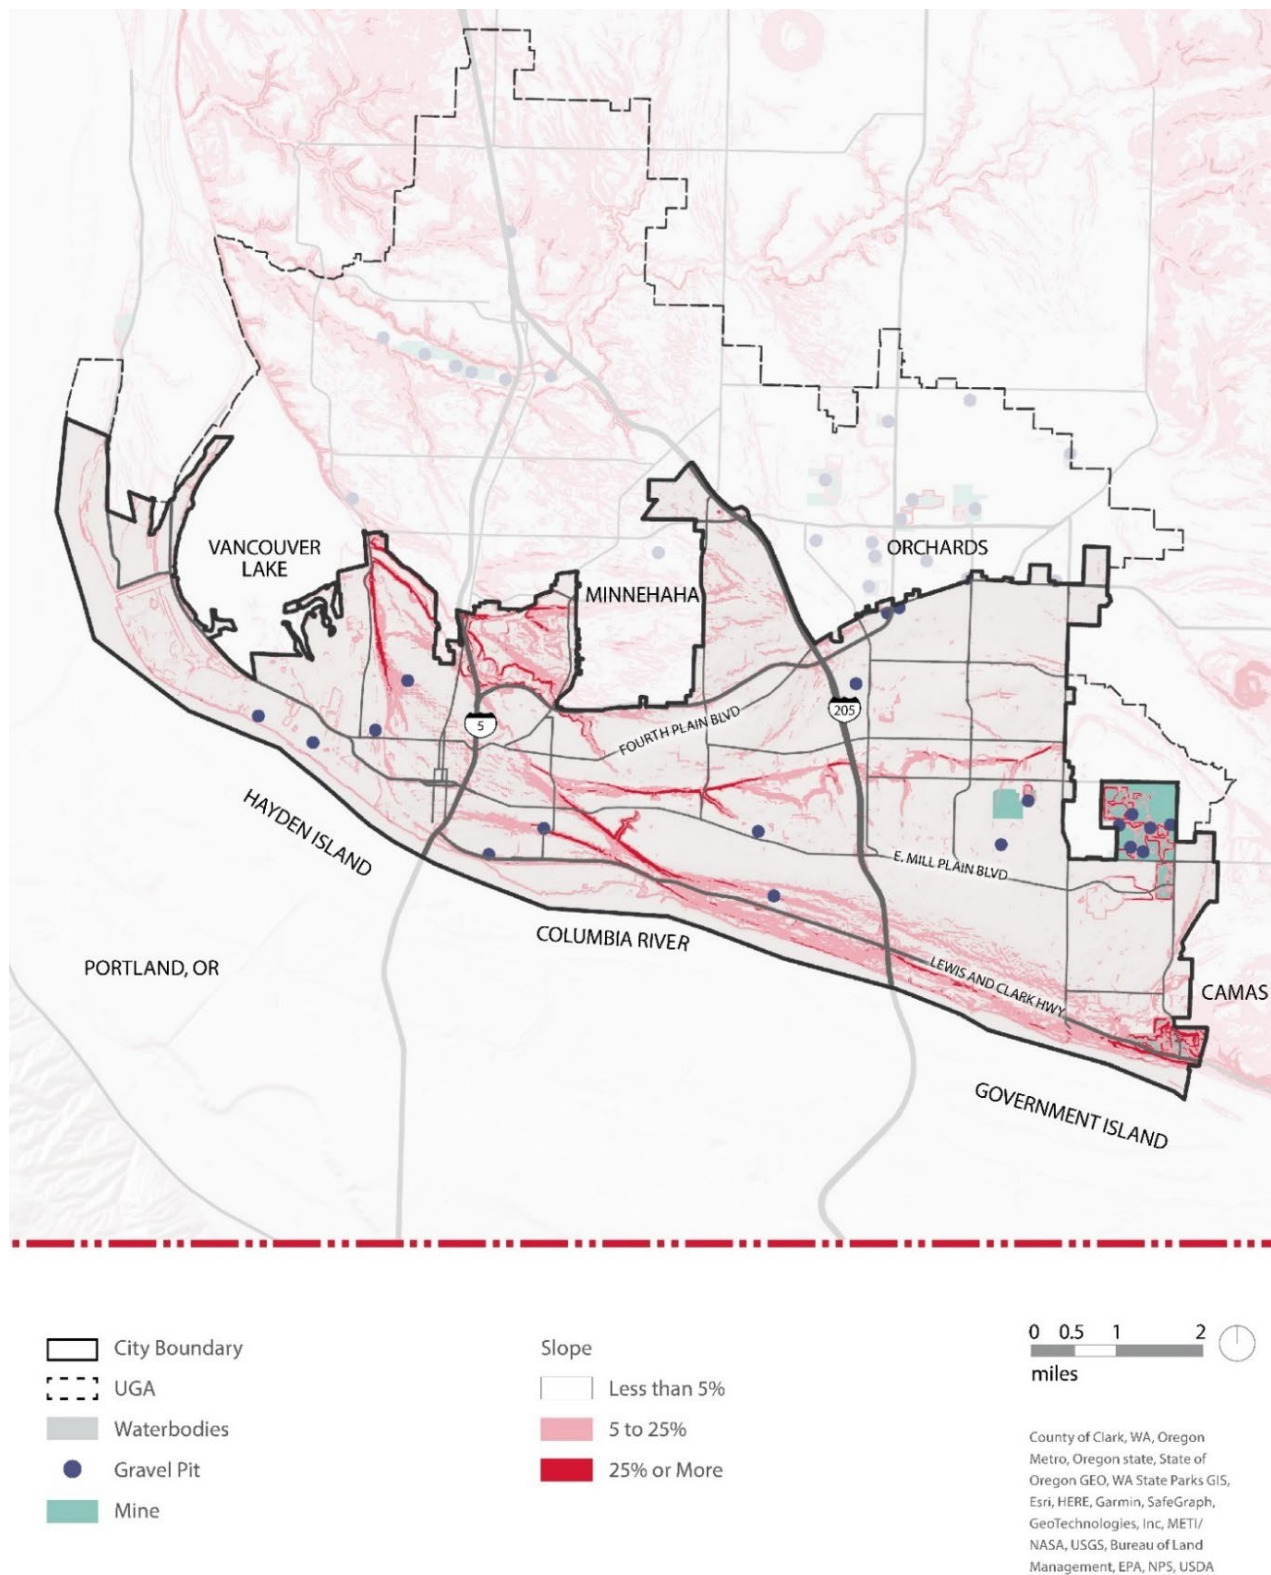 VANCOUVER
LAKE
MINNEHAHA
ORCHARDS
FOURTH PLAIN BLVD
5
205
HAYDEN ISLAND
E. MILL PLAIN BLVD
COLUMBIA RIVER
PORTLAND, OR
LEWIS AND CLARK HWY
CAMAS
GOVERNMENT ISLAND
City Boundary
UGA
Waterbodies
Gravel Pit
Mine
Slope
Less than 5%
5 to 25%
25% or More
0 0.5 1 2
miles
County of Clark, WA, Oregon
Metro, Oregon state, State of
Oregon GEO, WA State Parks GIS,
Esri, HERE, Garmin, SafeGraph,
GeoTechnologies, Inc, METI/
NASA, USGS, Bureau of Land
Management, EPA, NPS, USDA